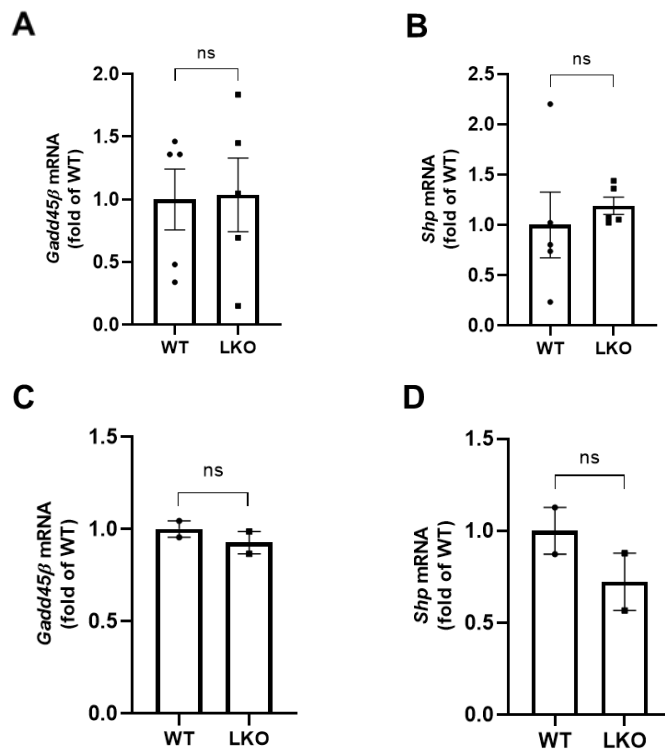 A
ns
Gadd45β mRNA
(fold of WT)
2.0
1.5
1.0
0.5
0.0
WT LKO
B
ns
Shp mRNA
(fold of WT)
2.5
2.0
1.5
1.0
0.5
0.0
WT LKO
C
ns
Gadd45β mRNA
(fold of WT)
1.5
1.0
0.5
0.0
WT LKO
D
ns
Shp mRNA
(fold of WT)
1.5
1.0
0.5
0.0
WT LKO